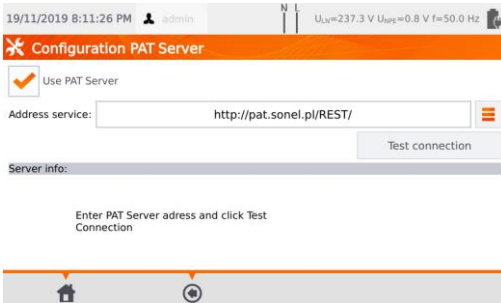 19/11/2019 8:11:26 PM admin N L U_LN=237.3 V U_NPE=0.8 V f=50.0 Hz
Configuration PAT Server
Use PAT Server
Address service: http://pat.sonel.pl/REST/
Test connection
Server info:
Enter PAT Server adress and click Test
Connection